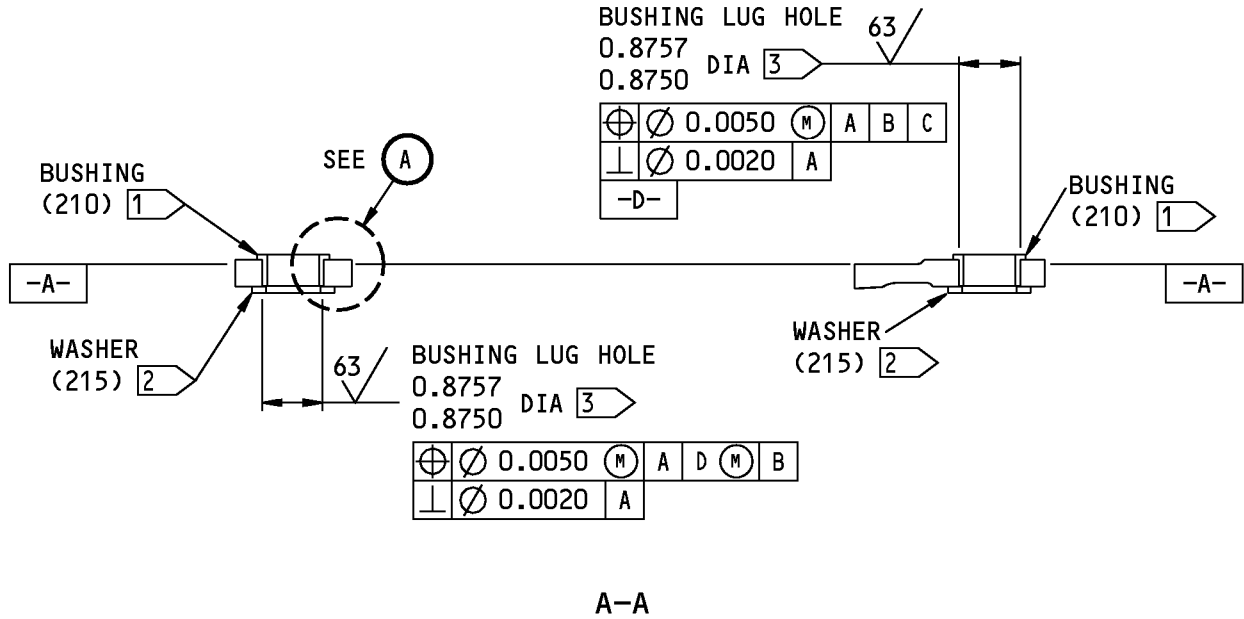 BUSHING LUG HOLE
0.8757
0.8750
DIA 3
63
⌖ ⌀ 0.0050 Ⓜ A B C
⊥ ⌀ 0.0020 A
-D-
SEE A
BUSHING
(210) 1
BUSHING
(210) 1
-A-
-A-
WASHER
(215) 2
WASHER
(215) 2
63
BUSHING LUG HOLE
0.8757
0.8750
DIA 3
⌖ ⌀ 0.0050 Ⓜ A D Ⓜ B
⊥ ⌀ 0.0020 A
A-A